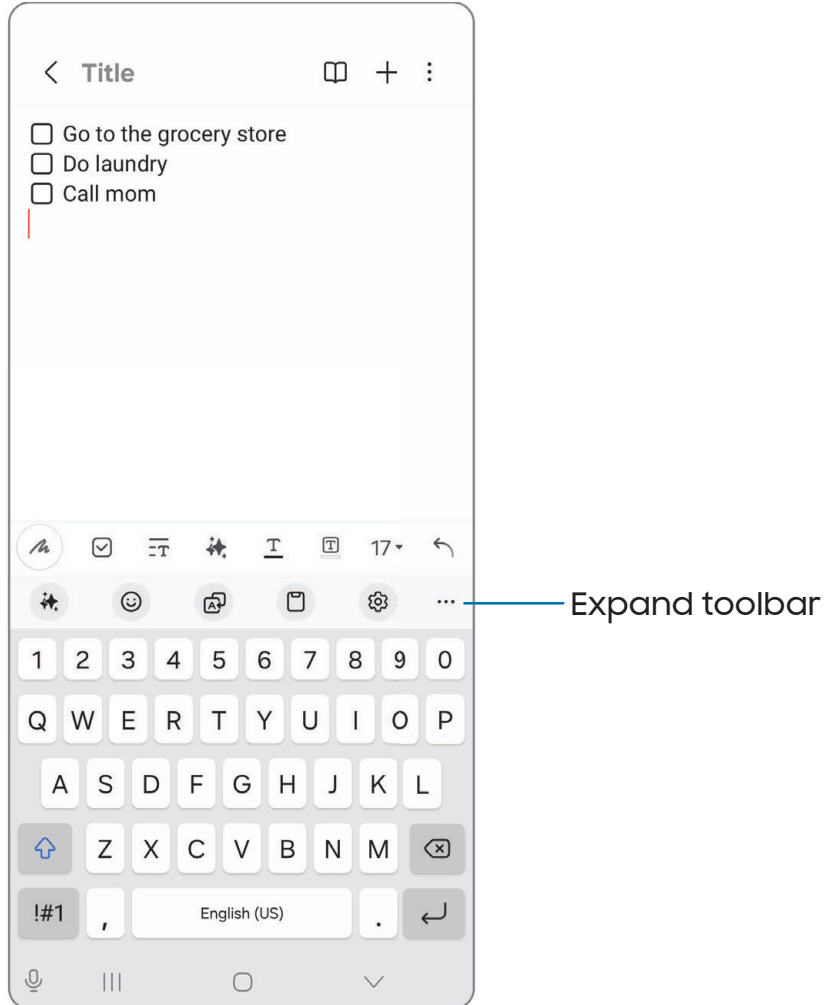 Title
Go to the grocery store
Do laundry
Call mom
17
Expand toolbar
1 2 3 4 5 6 7 8 9 0
Q W E R T Y U I O P
A S D F G H J K L
Z X C V B N M
!#1 , English (US) .